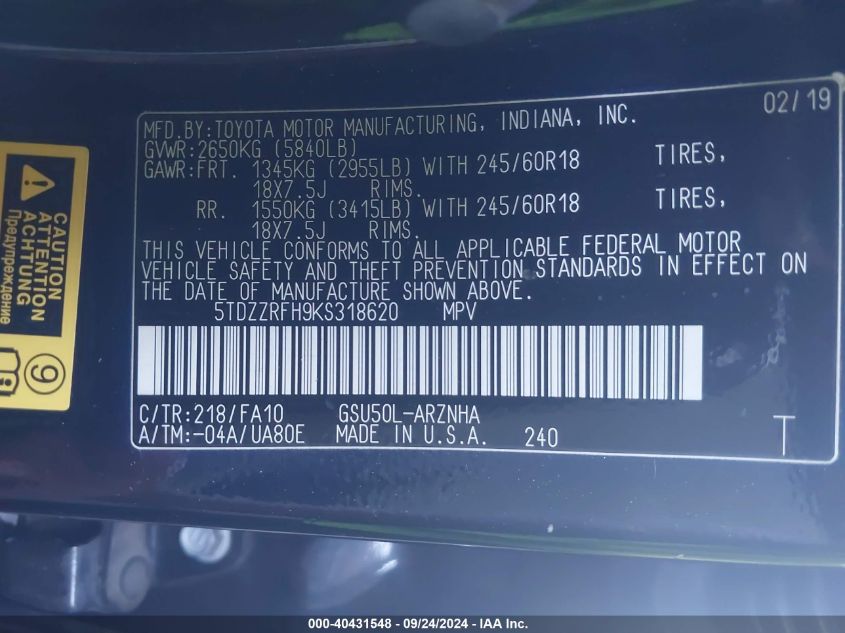 02/19
MFD.BY:TOYOTA MOTOR MANUFACTURING, INDIANA, INC.
GVWR:2650KG (5840LB)
GAWR:FRT. 1345KG (2955LB) WITH 245/60R18 TIRES,
18X7.5J RIMS.
RR. 1550KG (3415LB) WITH 245/60R18 TIRES,
18X7.5J RIMS.
THIS VEHICLE CONFORMS TO ALL APPLICABLE FEDERAL MOTOR
VEHICLE SAFETY AND THEFT PREVENTION STANDARDS IN EFFECT ON
THE DATE OF MANUFACTURE SHOWN ABOVE.
5TDZZRFH9KS318620 MPV
C/TR:218/FA10 GSU50L-ARZNHA
A/TM:-04A/UA80E MADE IN U.S.A. 240 T
CAUTION
ATTENTION
ACHTUNG
Предупреждение
9
000-40431548 - 09/24/2024 - IAA Inc.